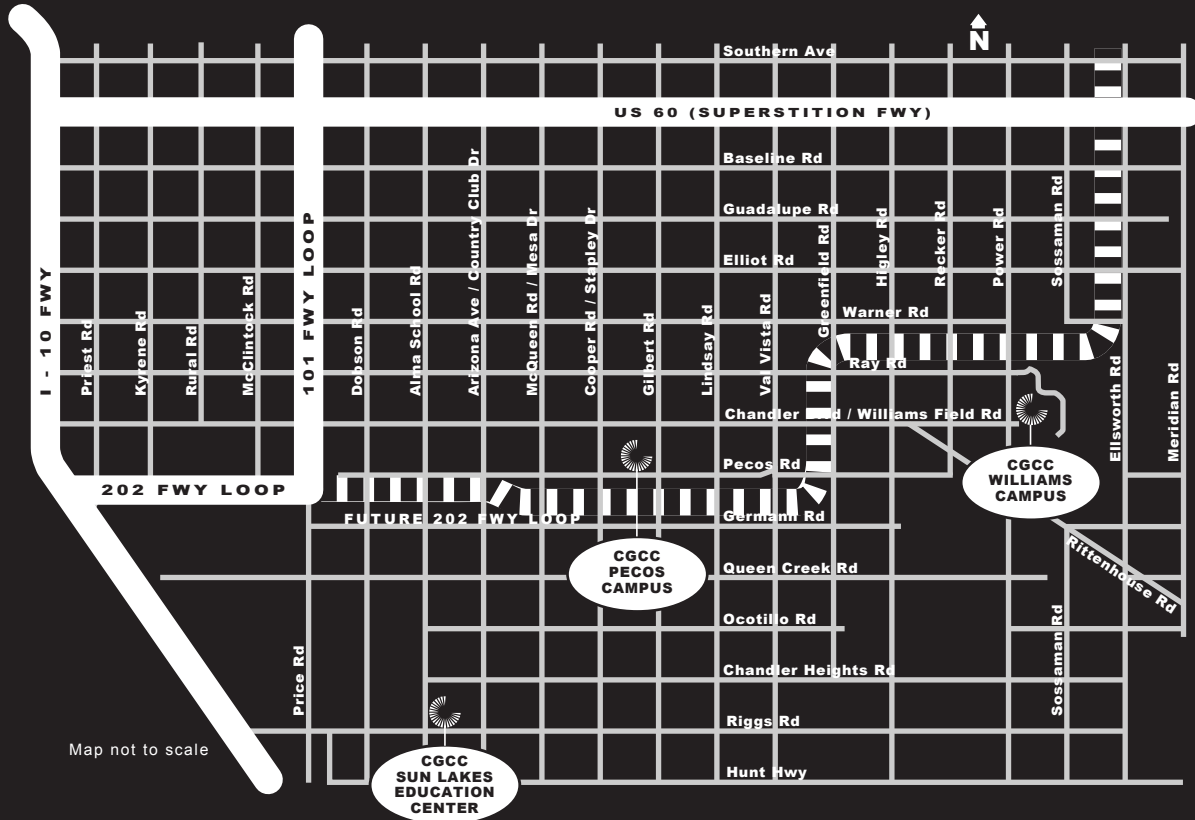 N
Southern Ave
US 60 (SUPERSTITION FWY)
Baseline Rd
Guadalupe Rd
Elliot Rd
Warner Rd
Ray Rd
Chandler Blvd / Williams Field Rd
Pecos Rd
Germann Rd
Queen Creek Rd
Ocotillo Rd
Chandler Heights Rd
Riggs Rd
Hunt Hwy
I - 10 FWY
Priest Rd
Kyrene Rd
Rural Rd
McClintock Rd
101 FWY LOOP
Dobson Rd
Alma School Rd
Arizona Ave / Country Club Dr
McQueen Rd / Mesa Dr
Cooper Rd / Stapley Dr
Gilbert Rd
Lindsay Rd
Val Vista Rd
Greenfield Rd
Higley Rd
Recker Rd
Power Rd
Sossaman Rd
Ellsworth Rd
Meridian Rd
202 FWY LOOP
FUTURE 202 FWY LOOP
CGCC
WILLIAMS
CAMPUS
CGCC
PECOS
CAMPUS
Rittenhouse Rd
Price Rd
Sossaman Rd
Map not to scale
CGCC
SUN LAKES
EDUCATION
CENTER